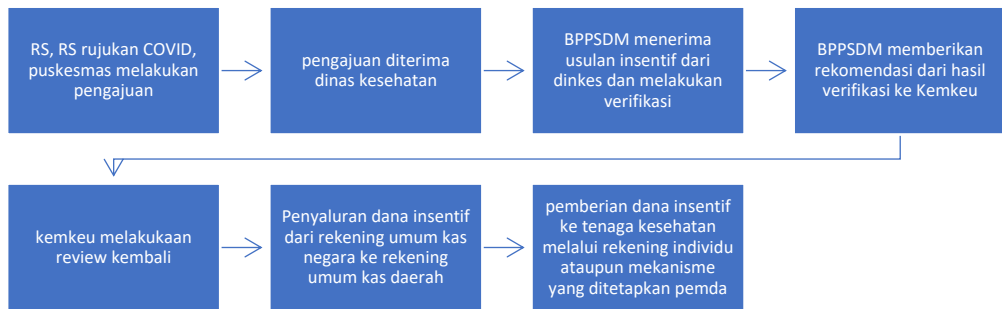 RS, RS rujukan COVID,
puskesmas melakukan
pengajuan
pengajuan diterima
dinas kesehatan
BPPSDM menerima
usulan insentif dari
dinkes dan melakukan
verifikasi
BPPSDM memberikan
rekomendasi dari hasil
verifikasi ke Kemkeu
kemkeu melakukaan
review kembali
Penyaluran dana insentif
dari rekening umum kas
negara ke rekening
umum kas daerah
pemberian dana insentif
ke tenaga kesehatan
melalui rekening individu
ataupun mekanisme
yang ditetapkan pemda